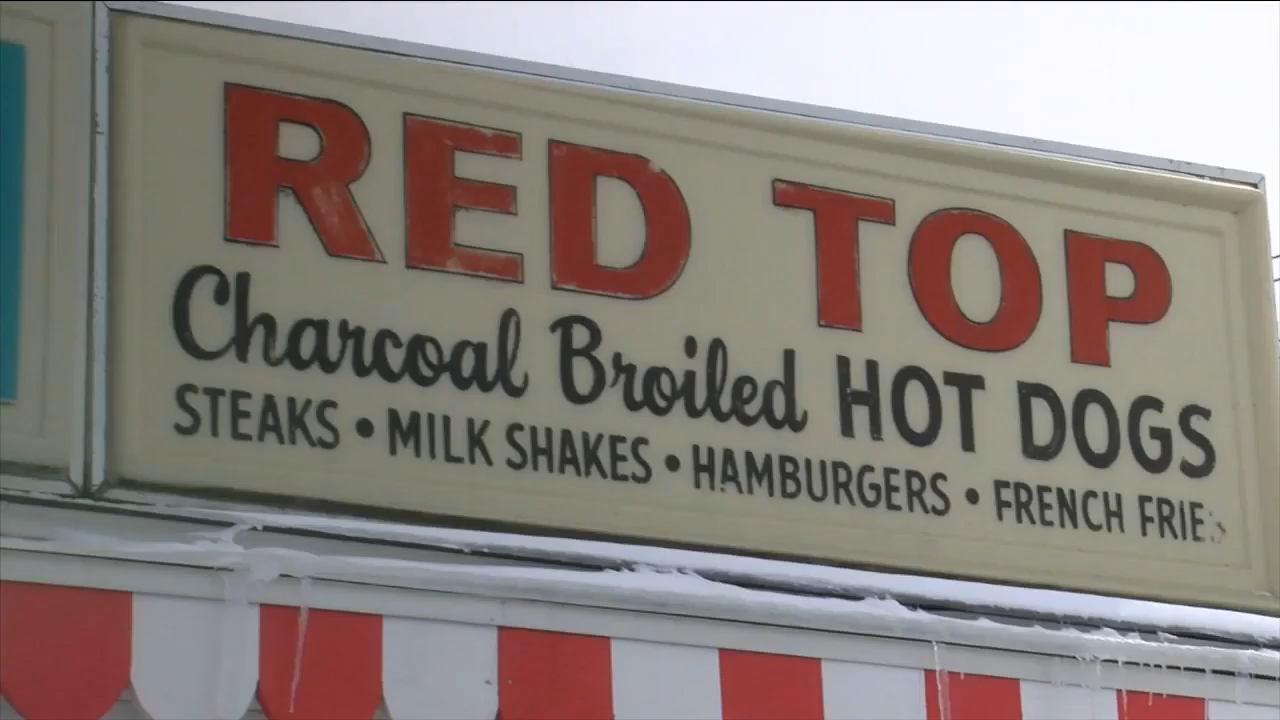 RED TOP
Charcoal Broiled HOT DOGS
STEAKS • MILK SHAKES • HAMBURGERS • FRENCH FRIES